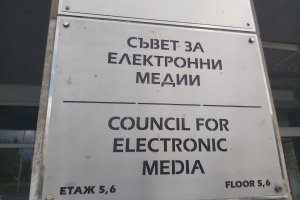 СЪВЕТ ЗА
ЕЛЕКТРОННИ
МЕДИИ
COUNCIL FOR
ELECTRONIC
MEDIA
ЕТАЖ 5,6 FLOOR 5,6